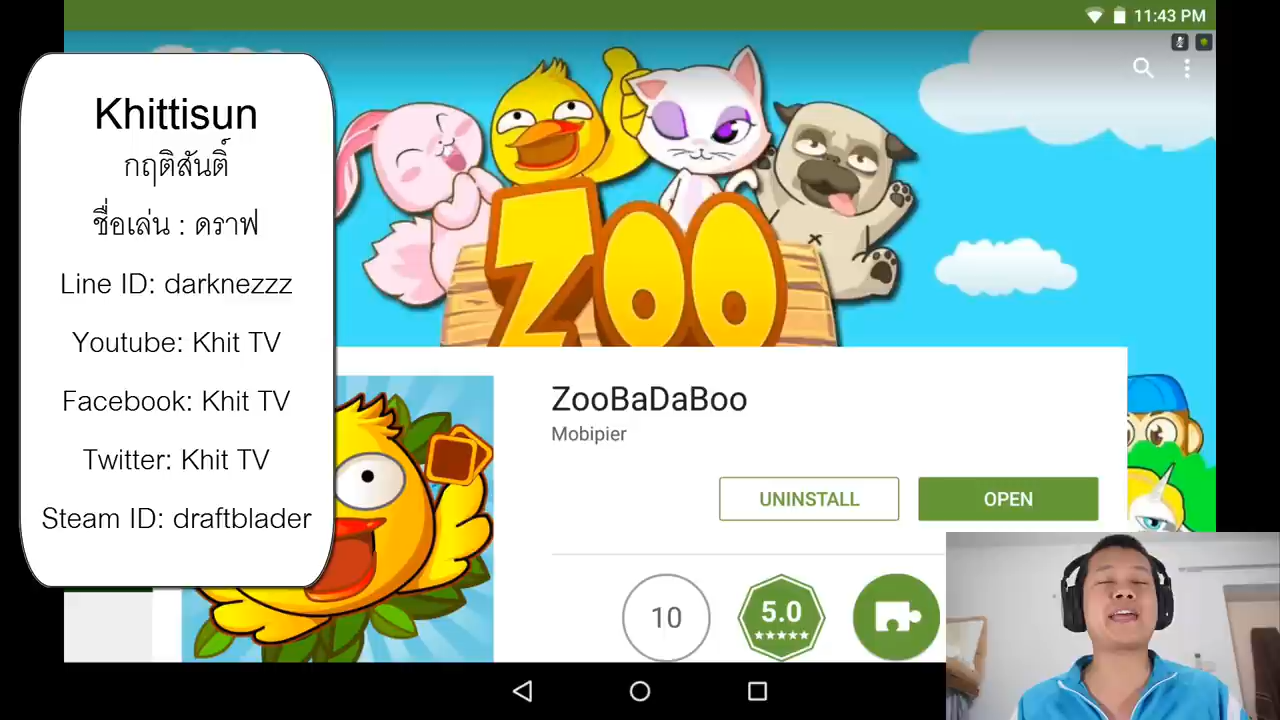 11:43 PM
Khittisun
กฤติสันติ์
ชื่อเล่น : ดราฟ
Line ID: darknezzz
Youtube: Khit TV
Facebook: Khit TV
Twitter: Khit TV
Steam ID: draftblader
ZOO
ZooBaDaBoo
Mobipier
UNINSTALL
OPEN
10
5.0